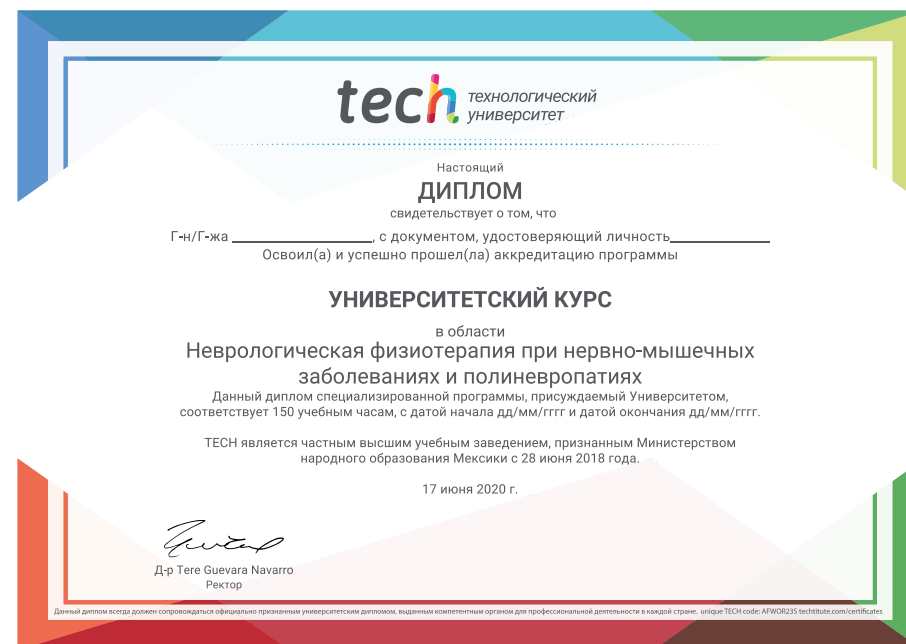 tech технологический
университет
Настоящий
ДИПЛОМ
свидетельствует о том, что
Г-н/Г-жа ____________________, с документом, удостоверяющий личность______________
Освоил(а) и успешно прошел(ла) аккредитацию программы
УНИВЕРСИТЕТСКИЙ КУРС
в области
Неврологическая физиотерапия при нервно-мышечных
заболеваниях и полиневропатиях
Данный диплом специализированной программы, присуждаемый Университетом,
соответствует 150 учебным часам, с датой начала дд/мм/гггг и датой окончания дд/мм/гггг.
TECH является частным высшим учебным заведением, признанным Министерством
народного образования Мексики с 28 июня 2018 года.
17 июня 2020 г.
Д-р Tere Guevara Navarro
Ректор
Данный диплом всегда должен сопровождаться официально признанным университетским дипломом, выданным компетентным органом для профессиональной деятельности в каждой стране. unique TECH code: AFWOR23S techtitute.com/certificates